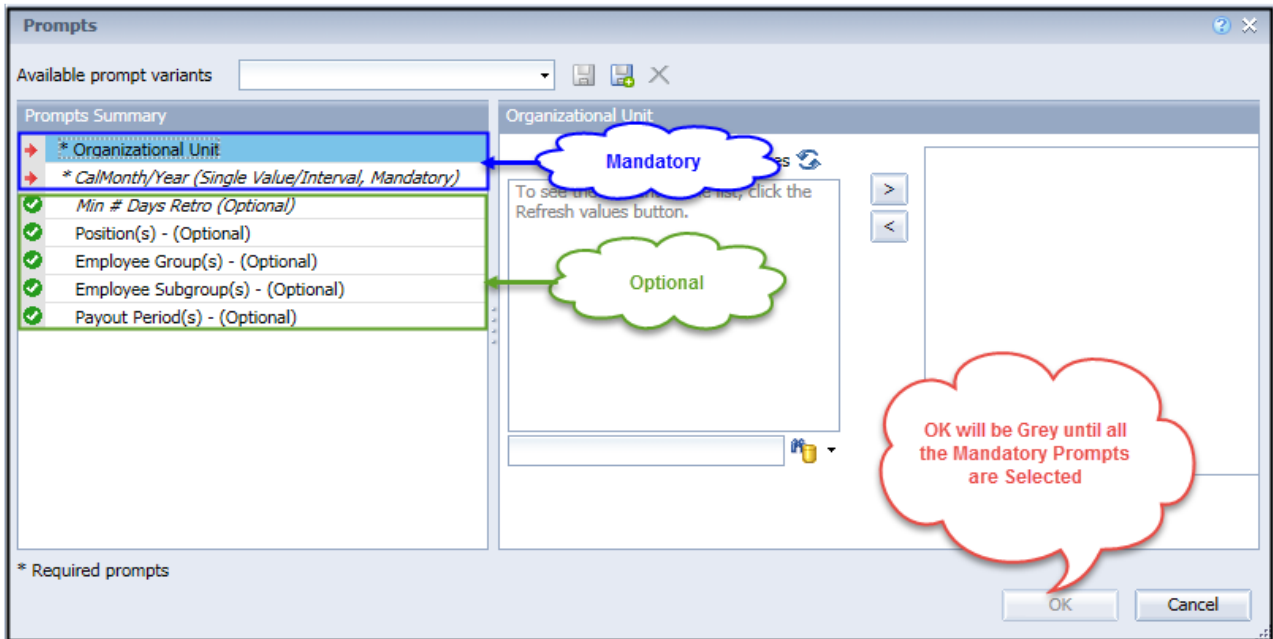 Prompts
Available prompt variants
Prompts Summary
* Organizational Unit
* CalMonth/Year (Single Value/Interval, Mandatory)
Min # Days Retro (Optional)
Position(s) - (Optional)
Employee Group(s) - (Optional)
Employee Subgroup(s) - (Optional)
Payout Period(s) - (Optional)
Organizational Unit
Mandatory
To see the list, click the
Refresh values button.
Optional
OK will be Grey until all
the Mandatory Prompts
are Selected
* Required prompts
OK
Cancel